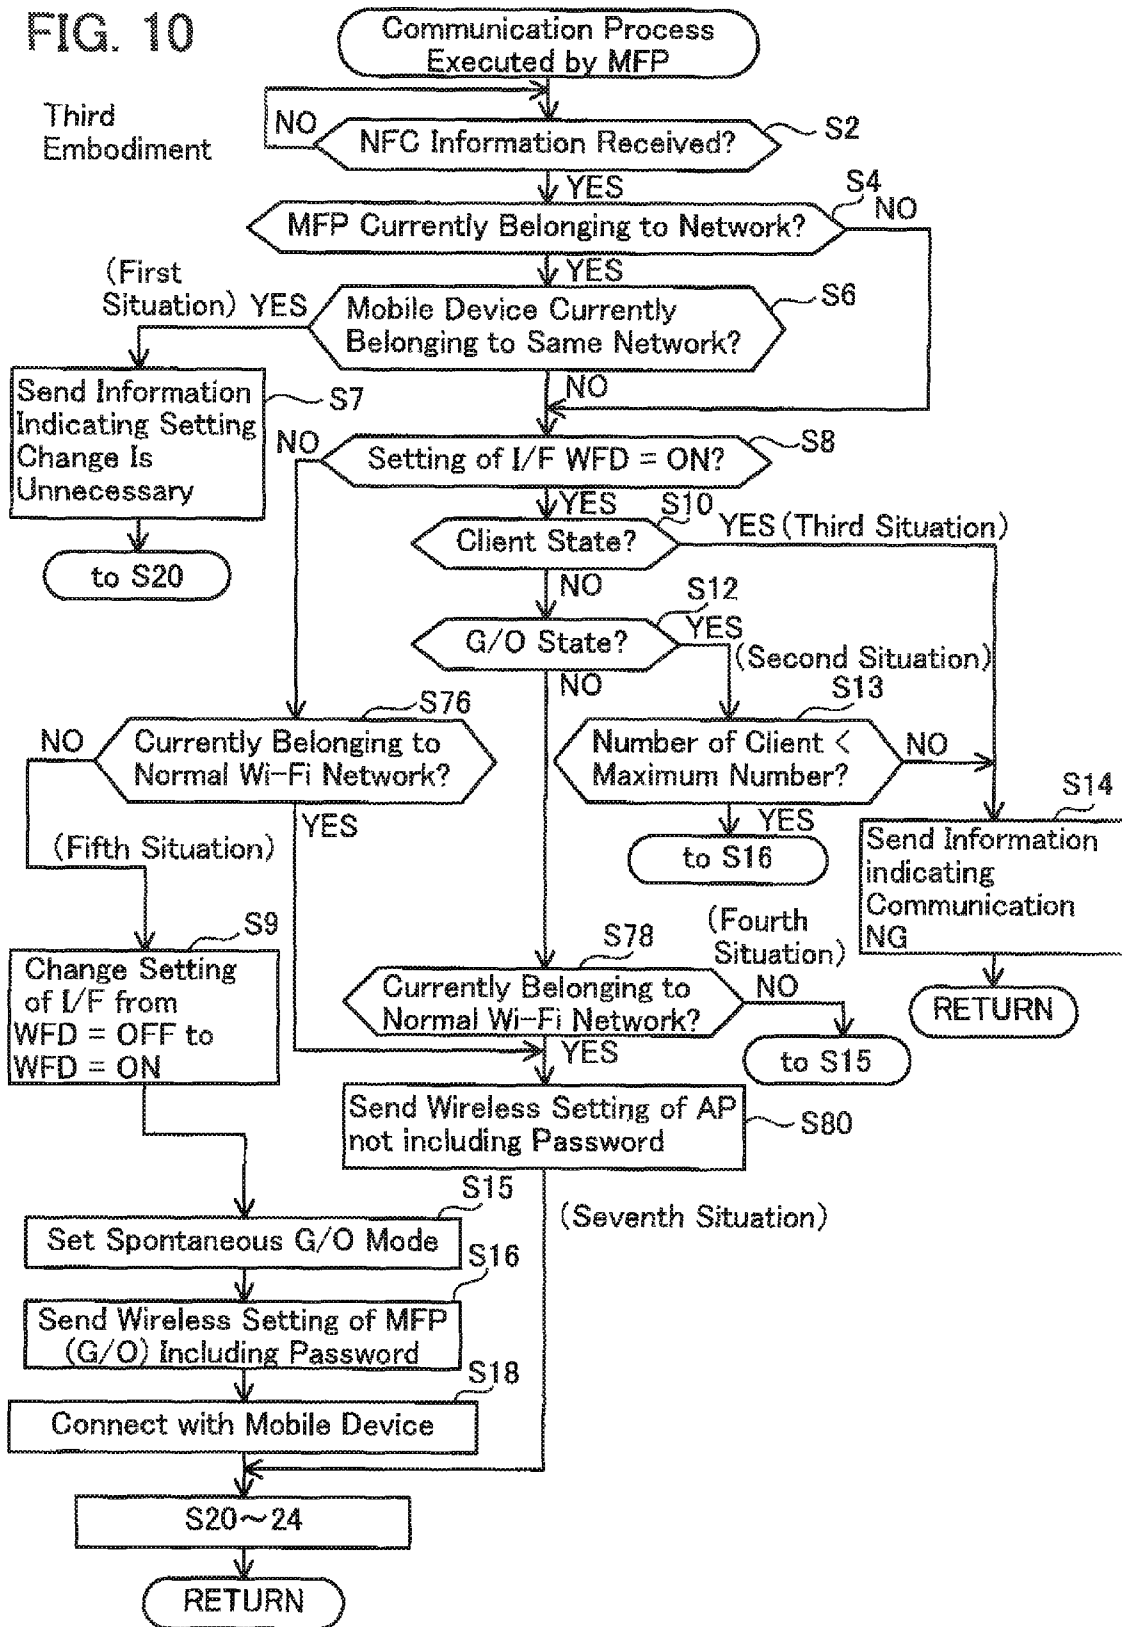 FIG. 10
Third
Embodiment
Communication Process
Executed by MFP
NO
NFC Information Received?
S2
YES
S4
MFP Currently Belonging to Network?
NO
YES
(First
Situation) YES
Mobile Device Currently
Belonging to Same Network?
S6
NO
Send Information
Indicating Setting
Change Is
Unnecessary
S7
to S20
NO
Setting of I/F WFD = ON?
S8
YES
S10
Client State?
YES (Third Situation)
NO
S12
G/O State?
YES
(Second Situation)
NO
S13
Number of Client <
Maximum Number?
NO
YES
to S16
S14
Send Information
indicating
Communication
NG
RETURN
S76
NO
Currently Belonging to
Normal Wi-Fi Network?
YES
(Fifth Situation)
S9
Change Setting
of I/F from
WFD = OFF to
WFD = ON
S78
(Fourth
Situation)
Currently Belonging to
Normal Wi-Fi Network?
NO
YES
to S15
Send Wireless Setting of AP
not including Password
S80
(Seventh Situation)
S15
Set Spontaneous G/O Mode
S16
Send Wireless Setting of MFP
(G/O) Including Password
S18
Connect with Mobile Device
S20～24
RETURN